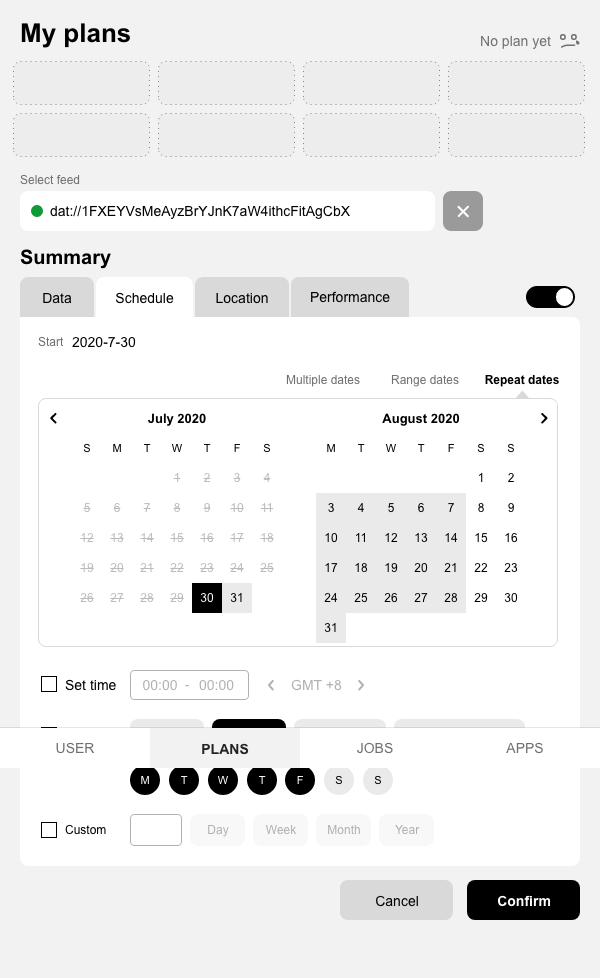 My plans
No plan yet
Select feed
dat://1FXEYVsMeAyzBrYJnK7aW4ithcFitAgCbX
Summary
Data Schedule Location Performance
Start 2020-7-30
Multiple dates Range dates Repeat dates
July 2020 August 2020
S M T W T F S M T W T F S S
1 2 3 4 1 2
5 6 7 8 9 10 11 3 4 5 6 7 8 9
12 13 14 15 16 17 18 10 11 12 13 14 15 16
19 20 21 22 23 24 25 17 18 19 20 21 22 23
26 27 28 29 30 31 24 25 26 27 28 29 30
31
Set time 00:00 - 00:00 GMT +8
USER PLANS JOBS APPS
M T W T F S S
Custom Day Week Month Year
Cancel Confirm